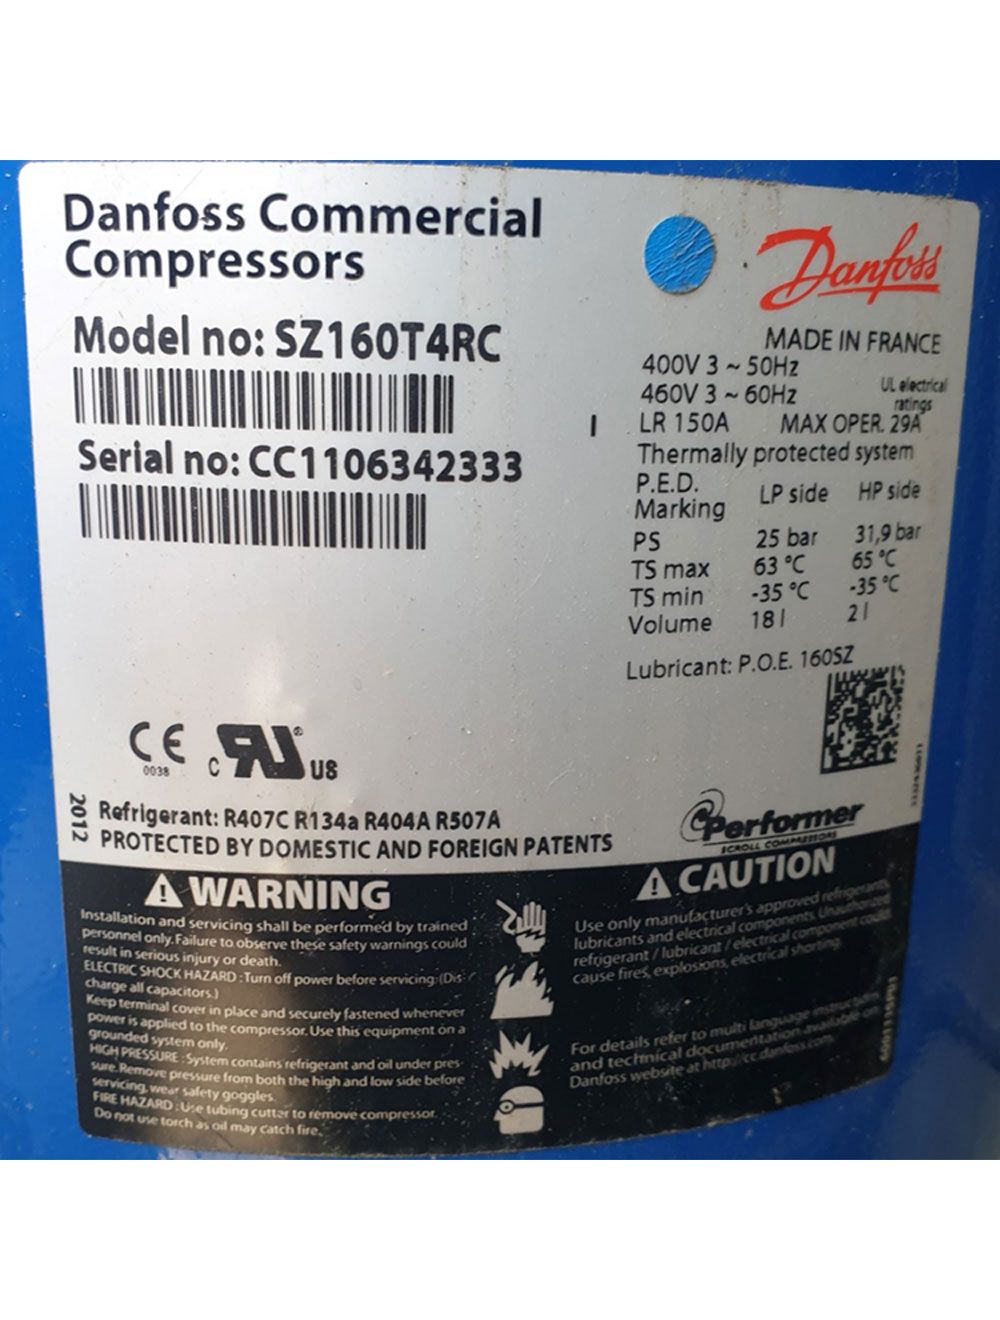 Danfoss Commercial
Compressors
Model no: SZ160T4RC
Serial no: CC1106342333
Danfoss
MADE IN FRANCE
400V 3 ~ 50Hz
460V 3 ~ 60Hz
UL electrical
ratings
LR 150A MAX OPER. 29A
Thermally protected system
P.E.D.
Marking LP side HP side
PS 25 bar 31,9 bar
TS max 63 °C 65 °C
TS min -35 °C -35 °C
Volume 18 l 2 l
Lubricant: P.O.E. 160SZ
CE
0038
C RU ® US
2012
Refrigerant: R407C R134a R404A R507A
PROTECTED BY DOMESTIC AND FOREIGN PATENTS
Performer
SCROLL COMPRESSORS
WARNING
Installation and servicing shall be performed by trained
personnel only. Failure to observe these safety warnings could
result in serious injury or death.
ELECTRIC SHOCK HAZARD : Turn off power before servicing. (Dis-
charge all capacitors.)
Keep terminal cover in place and securely fastened whenever
power is applied to the compressor. Use this equipment on a
grounded system only.
HIGH PRESSURE : System contains refrigerant and oil under pres-
sure. Remove pressure from both the high and low side before
servicing, wear safety goggles.
FIRE HAZARD : Use tubing cutter to remove compressor.
Do not use torch as oil may catch fire.
CAUTION
Use only manufacturer's approved refrigerant,
lubricants and electrical components. Unauthorized
refrigerant / lubricant / electrical component could
cause fires, explosions, electrical shorting.
For details refer to multi language instructions
and technical documentation available on
Danfoss website at http://cc.danfoss.com